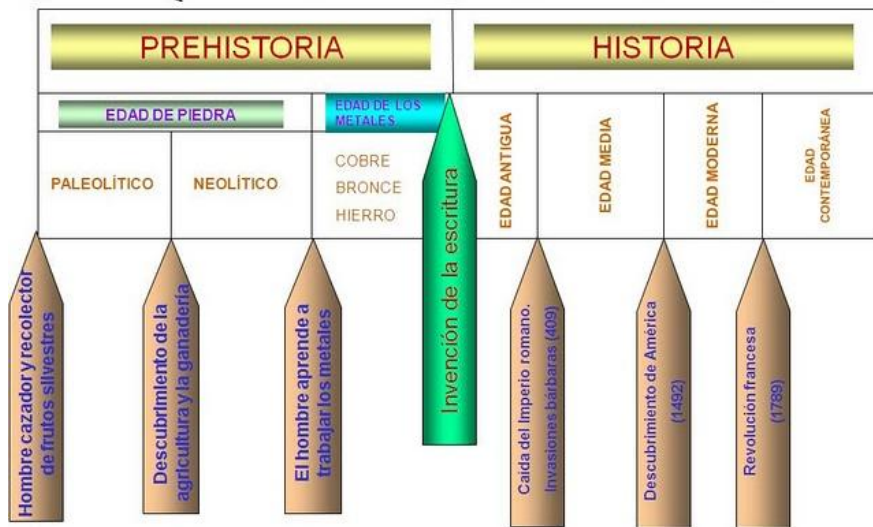 PREHISTORIA
HISTORIA
EDAD DE PIEDRA
EDAD DE LOS
METALES
PALEOLÍTICO
NEOLÍTICO
COBRE
BRONCE
HIERRO
EDAD ANTIGUA
EDAD MEDIA
EDAD MODERNA
EDAD
CONTEMPORÁNEA
Hombre cazador y recolector
de frutos silvestres
Descubrimiento de la
agricultura y la ganadería
El hombre aprende a
trabajar los metales
Invención de la escritura
Caida del Imperio romano.
Invasiones bárbaras (409)
Descubrimiento de América
(1492)
Revolución francesa
(1789)